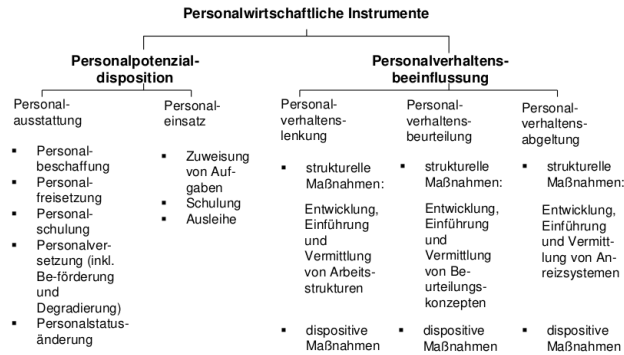 Personalwirtschaftliche Instrumente
Personalpotenzial-
disposition
Personalverhaltens-
beeinflussung
Personal-
ausstattung
▪ Personal-
beschaffung
▪ Personal-
freisetzung
▪ Personal-
schulung
▪ Personalver-
setzung (inkl.
Be-förderung
und
Degradierung)
▪ Personalstatus-
änderung
Personal-
einsatz
▪ Zuweisung
von Auf-
gaben
▪ Schulung
▪ Ausleihe
Personal-
verhaltens-
lenkung
▪ strukturelle
Maßnahmen:
Entwicklung,
Einführung
und
Vermittlung
von Arbeits-
strukturen
▪ dispositive
Maßnahmen
Personal-
verhaltens-
beurteilung
▪ strukturelle
Maßnahmen:
Entwicklung,
Einführung
und
Vermittlung
von Be-
urteilungs-
konzepten
▪ dispositive
Maßnahmen
Personal-
verhaltens-
abgeltung
▪ strukturelle
Maßnahmen:
Entwicklung,
Einführung
und Vermitt-
lung von An-
reizsystemen
▪ dispositive
Maßnahmen